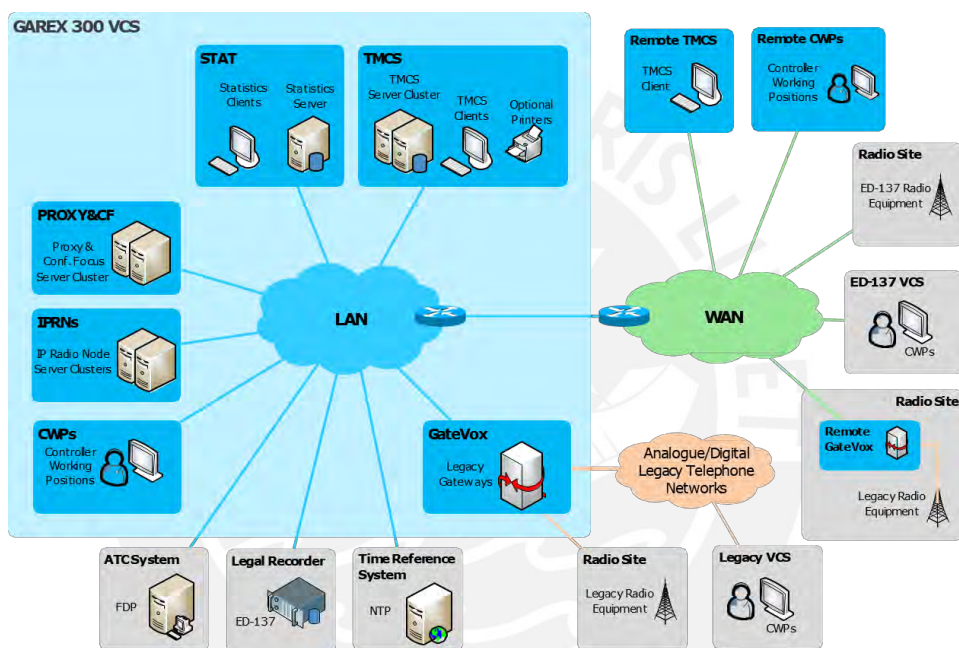 GAREX 300 VCS
STAT
Statistics
Clients
Statistics
Server
TMCS
TMCS
Server Cluster
TMCS
Clients
Optional
Printers
Remote TMCS
TMCS
Client
Remote CWPs
Controller
Working
Positions
Radio Site
ED-137 Radio
Equipment
PROXY&CF
Proxy &
Conf. Focus
Server Cluster
IPRNs
IP Radio Node
Server Clusters
CWPs
Controller
Working
Positions
LAN
WAN
ED-137 VCS
CWPs
Radio Site
Remote
GateVox
Legacy Radio
Equipment
GateVox
Legacy
Gateways
Analogue/Digital
Legacy Telephone
Networks
ATC System
FDP
Legal Recorder
ED-137
Time Reference
System
NTP
Radio Site
Legacy Radio
Equipment
Legacy VCS
CWPs